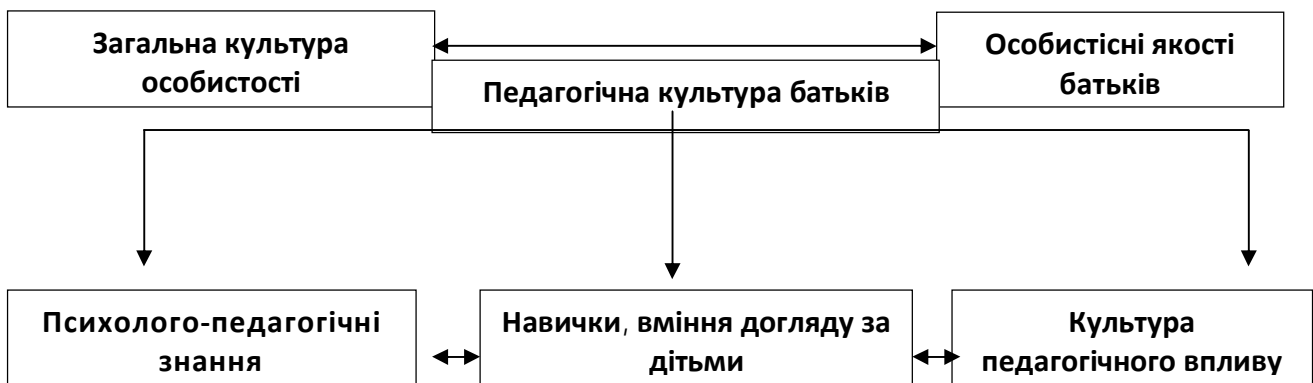 Загальна культура
особистості
Особистісні якості
батьків
Педагогічна культура батьків
Психолого-педагогічні
знання
Навички, вміння догляду за
дітьми
Культура
педагогічного впливу